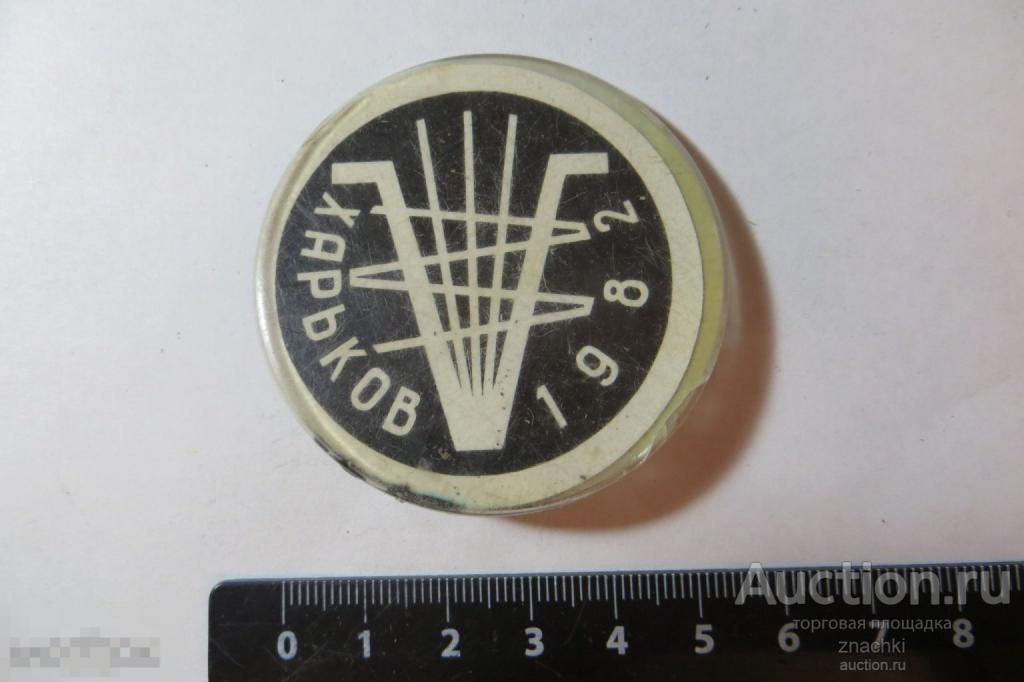 ХАРЬКОВ 1982
0 1 2 3 4 5 6 7 8
Auction.ru
торговая площадка
znachki
auction.ru